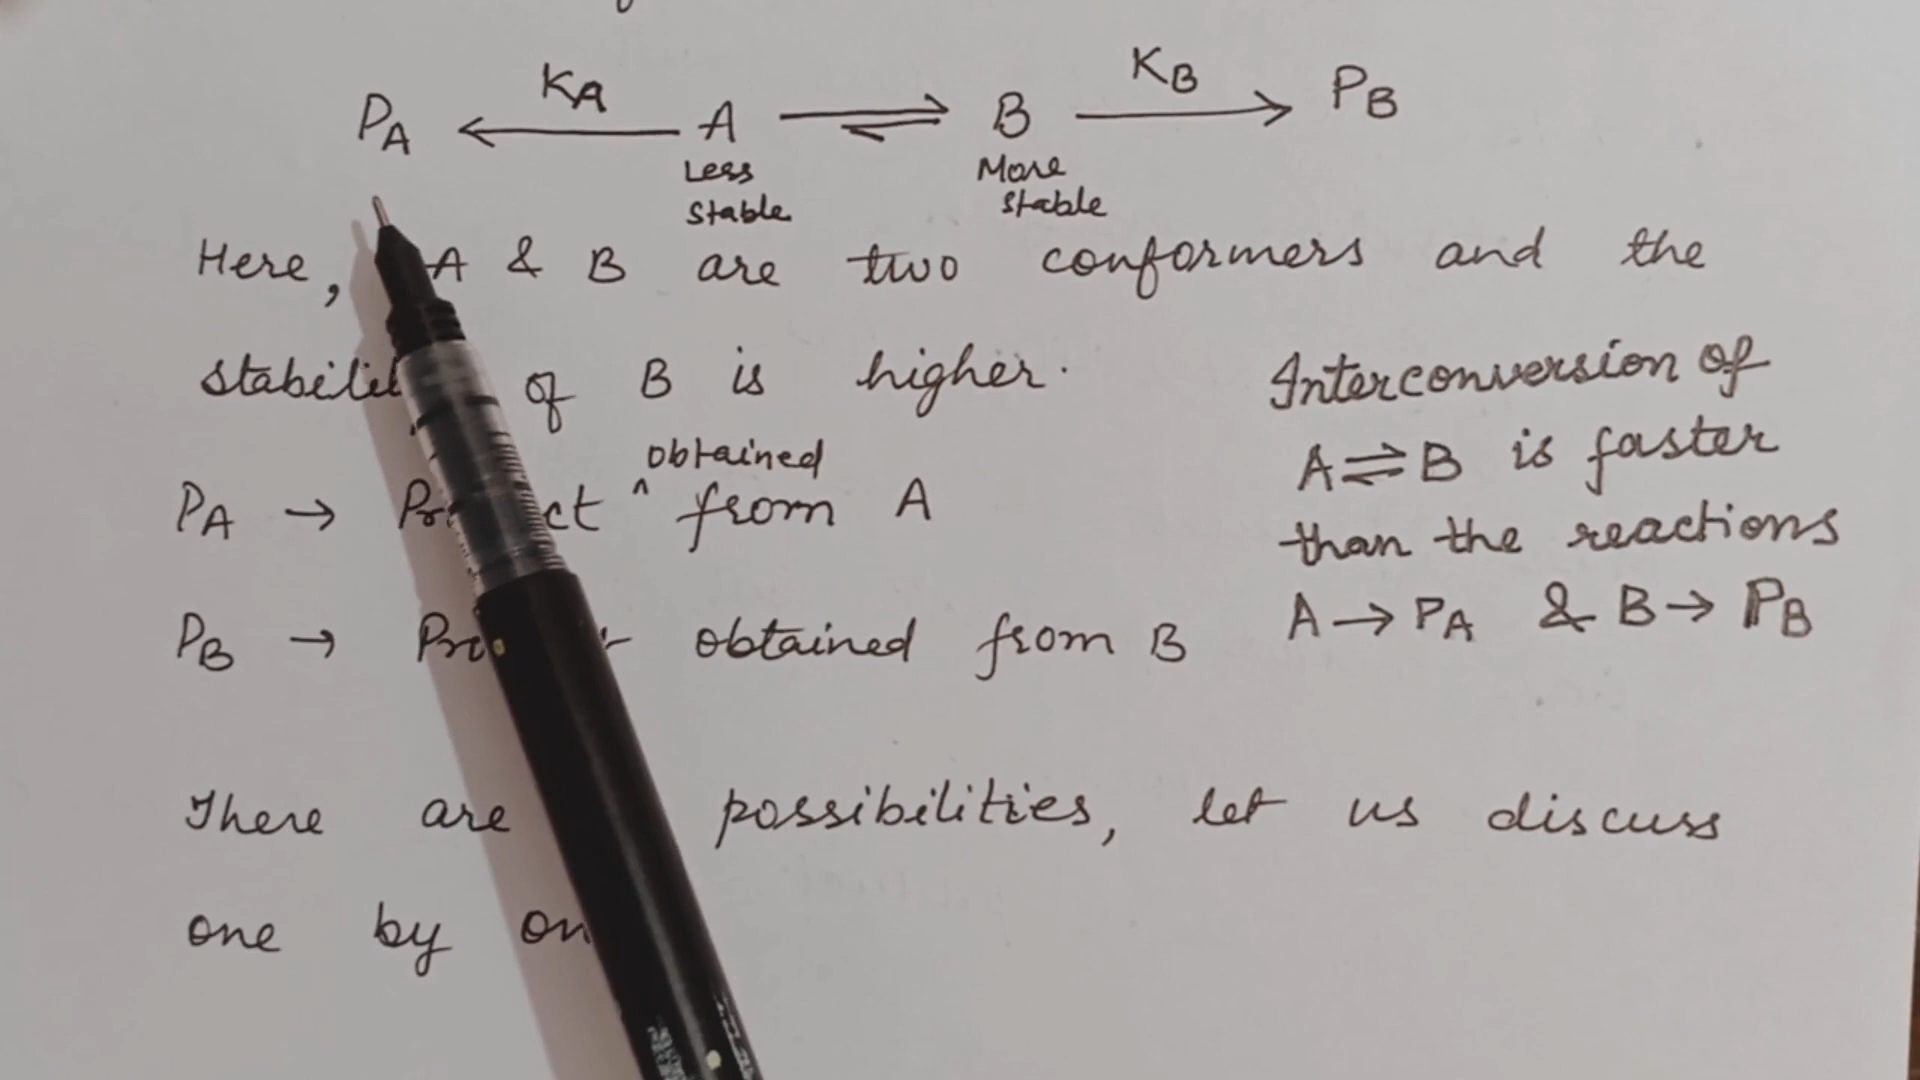 PA ← KA A ⇌ B KB → PB
Less Stable More Stable
Here, A & B are two conformers and the
of B is higher.
PA → obtained from A
PB → obtained from B
There are possibilities, let us discuss
one by
Interconversion of
A ⇌ B is faster
than the reactions
A → PA & B → PB